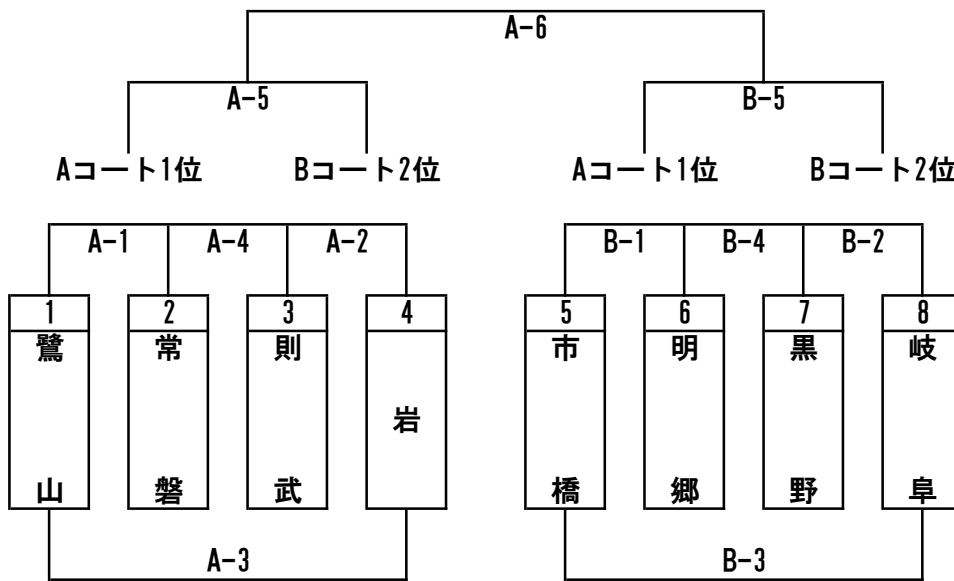 A-6
A-5 B-5
Aコート1位 Bコート2位 Aコート1位 Bコート2位
A-1 A-4 A-2 B-1 B-4 B-2
1 2 3 4 5 6 7 8
鷺山 常磐 則武 岩 市橋 明郷 黒野 岐阜
A-3 B-3